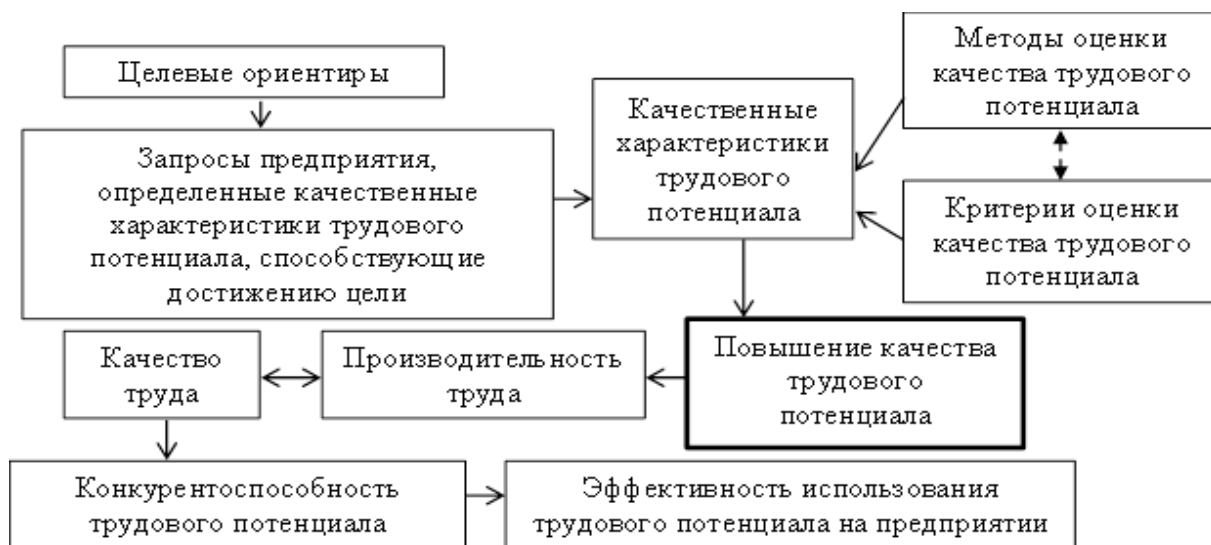 Целевые ориентиры
Запросы предприятия,
определенные качественные
характеристики трудового
потенциала, способствующие
достижению цели
Качественные
характеристики
трудового
потенциала
Методы оценки
качества трудового
потенциала
Критерии оценки
качества трудового
потенциала
Качество
труда
Производительность
труда
Повышение качества
трудового
потенциала
Конкурентоспособность
трудового потенциала
Эффективность использования
трудового потенциала на предприятии